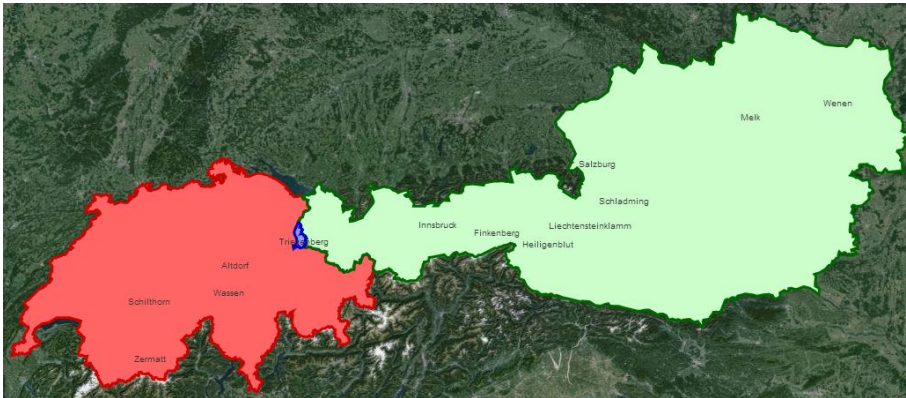 Wenen
Melk
Salzburg
Schladming
Innsbruck
Liechtensteinklamm
Finkenberg
Triesenberg
Heiligenblut
Altdorf
Wassen
Schilthorn
Zermatt